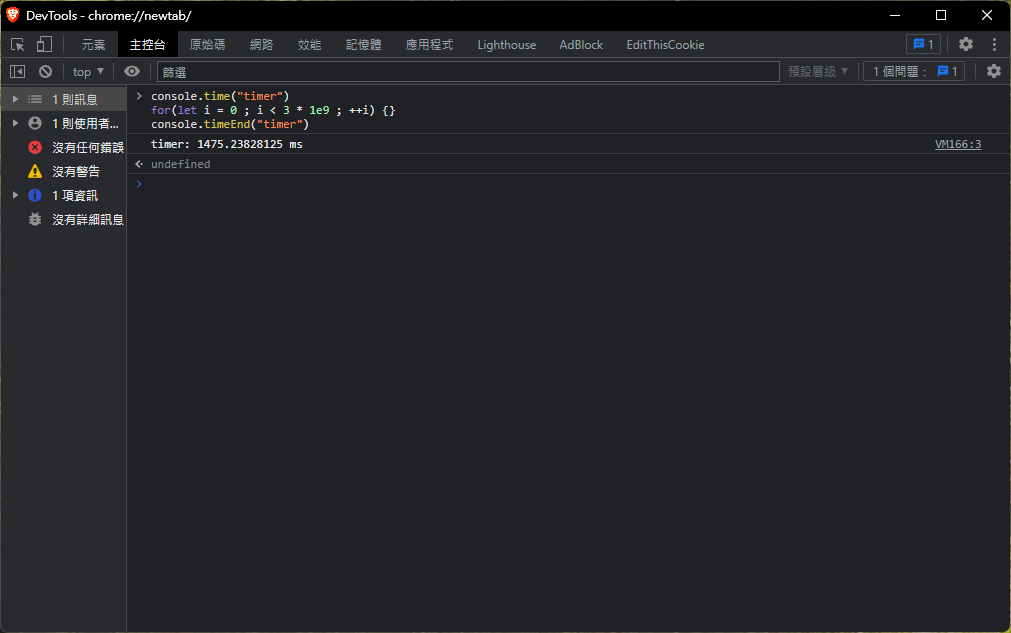 DevTools - chrome://newtab/
元素 主控台 原始碼 網路 效能 記憶體 應用程式 Lighthouse AdBlock EditThisCookie 1
top ▼ 篩選 預設層級 ▼ 1 個問題： 1
1 則訊息
1 則使用者...
沒有任何錯誤
沒有警告
1 項資訊
沒有詳細訊息
> console.time("timer")
for(let i = 0 ; i < 3 * 1e9 ; ++i) {}
console.timeEnd("timer")
timer: 1475.23828125 ms VM166:3
undefined
>